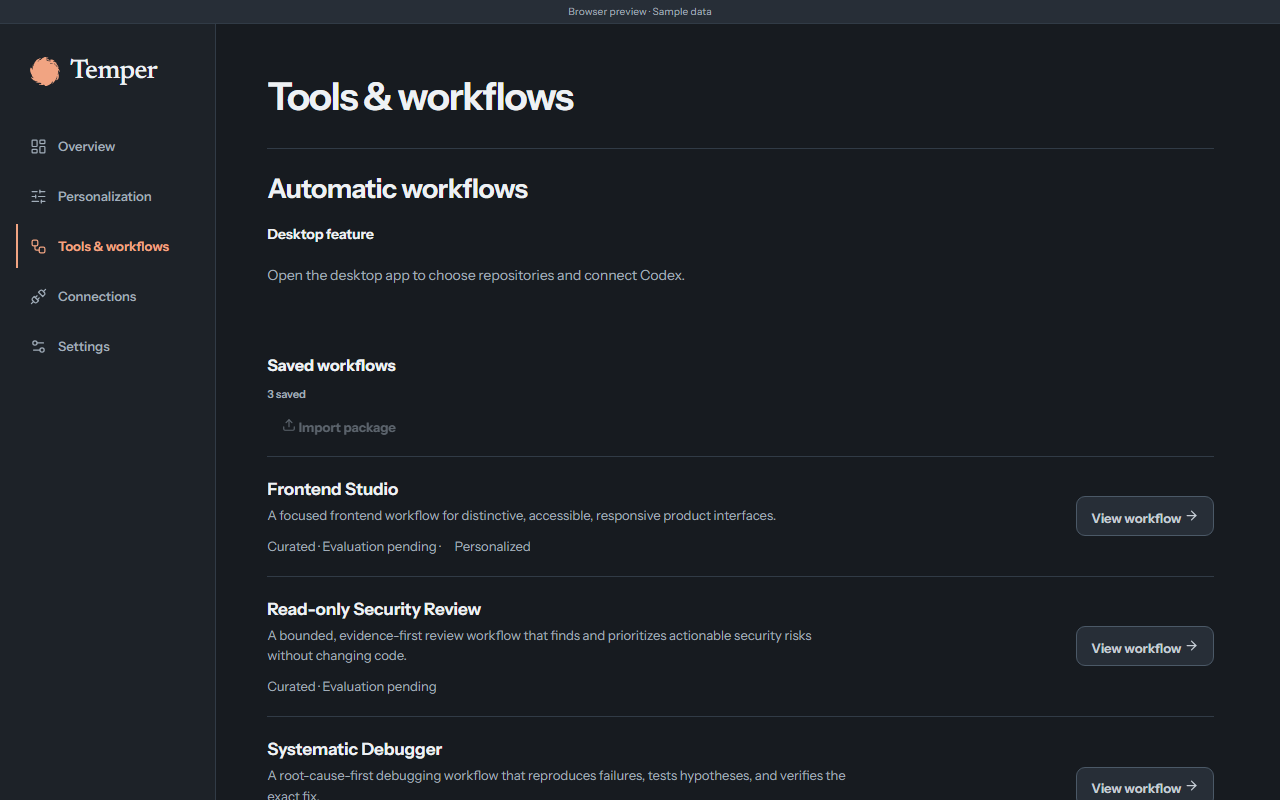 Browser preview · Sample data
Temper
Overview
Personalization
Tools & workflows
Connections
Settings
Tools & workflows
Automatic workflows
Desktop feature
Open the desktop app to choose repositories and connect Codex.
Saved workflows
3 saved
Import package
Frontend Studio
A focused frontend workflow for distinctive, accessible, responsive product interfaces.
Curated · Evaluation pending · Personalized
View workflow →
Read-only Security Review
A bounded, evidence-first review workflow that finds and prioritizes actionable security risks
without changing code.
Curated · Evaluation pending
View workflow →
Systematic Debugger
A root-cause-first debugging workflow that reproduces failures, tests hypotheses, and verifies the
exact fix.
View workflow →